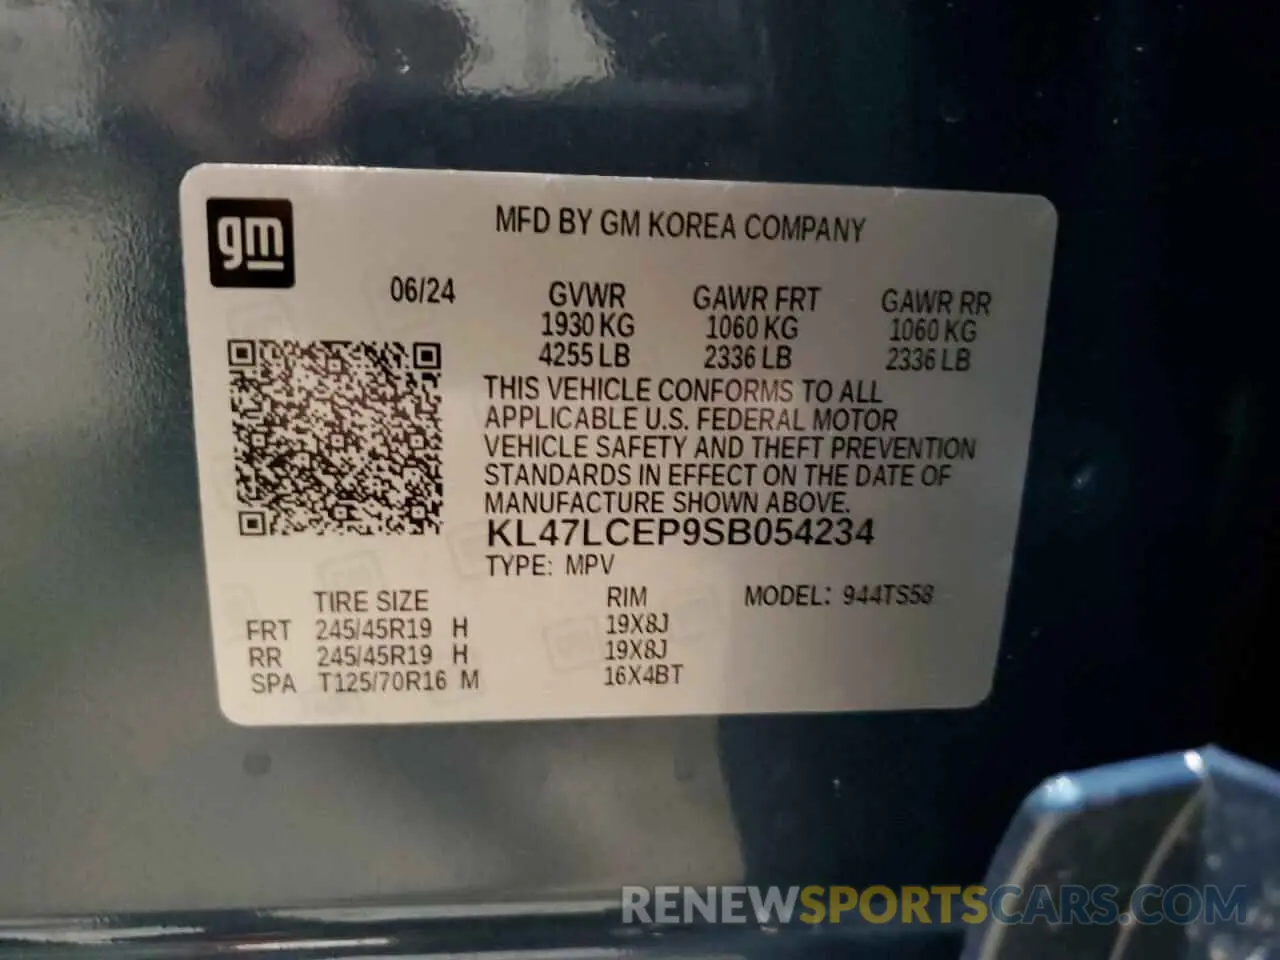 gm
MFD BY GM KOREA COMPANY
06/24
GVWR GAWR FRT GAWR RR
1930 KG 1060 KG 1060 KG
4255 LB 2336 LB 2336 LB
THIS VEHICLE CONFORMS TO ALL
APPLICABLE U.S. FEDERAL MOTOR
VEHICLE SAFETY AND THEFT PREVENTION
STANDARDS IN EFFECT ON THE DATE OF
MANUFACTURE SHOWN ABOVE.
KL47LCEP9SB054234
TYPE: MPV
TIRE SIZE RIM MODEL: 944TS58
FRT 245/45R19 H 19X8J
RR 245/45R19 H 19X8J
SPA T125/70R16 M 16X4BT
RENEWSPORTSCARS.COM